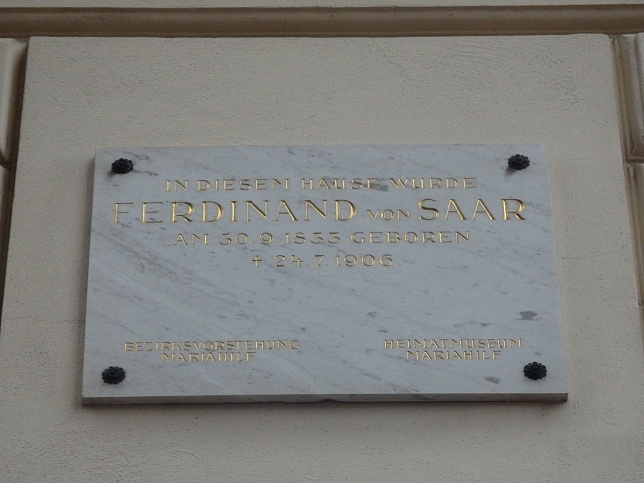 IN DIESEM HAUSE WURDE
FERDINAND VON SAAR
AM 30.9.1833 GEBOREN
† 24.7.1906.
BEZIRKSVORSTEHUNG
MARIAHILF
HEIMATMUSEUM
MARIAHILF